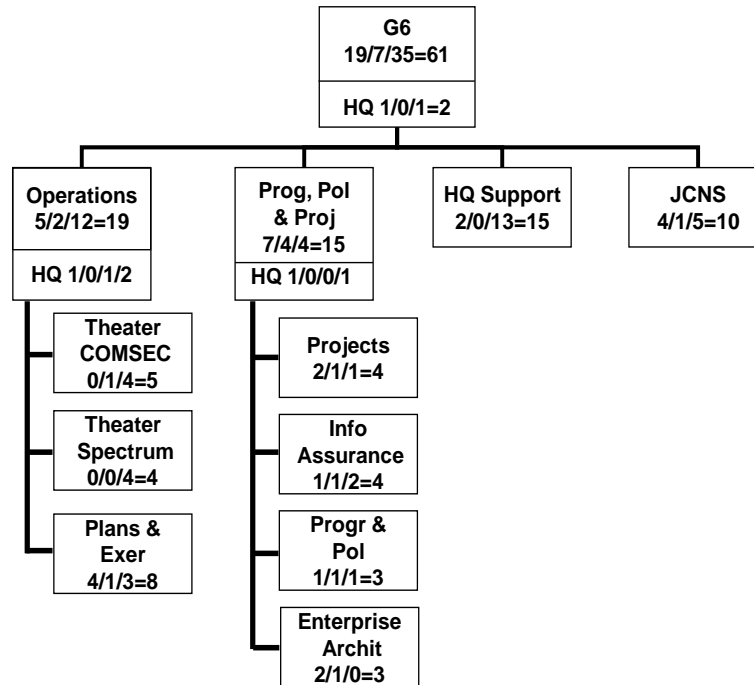 G6
19/7/35=61
HQ 1/0/1=2
Operations
5/2/12=19
HQ 1/0/1/2
Prog, Pol
& Proj
7/4/4=15
HQ 1/0/0/1
HQ Support
2/0/13=15
JCNS
4/1/5=10
Theater
COMSEC
0/1/4=5
Theater
Spectrum
0/0/4=4
Plans &
Exer
4/1/3=8
Projects
2/1/1=4
Info
Assurance
1/1/2=4
Progr &
Pol
1/1/1=3
Enterprise
Archit
2/1/0=3